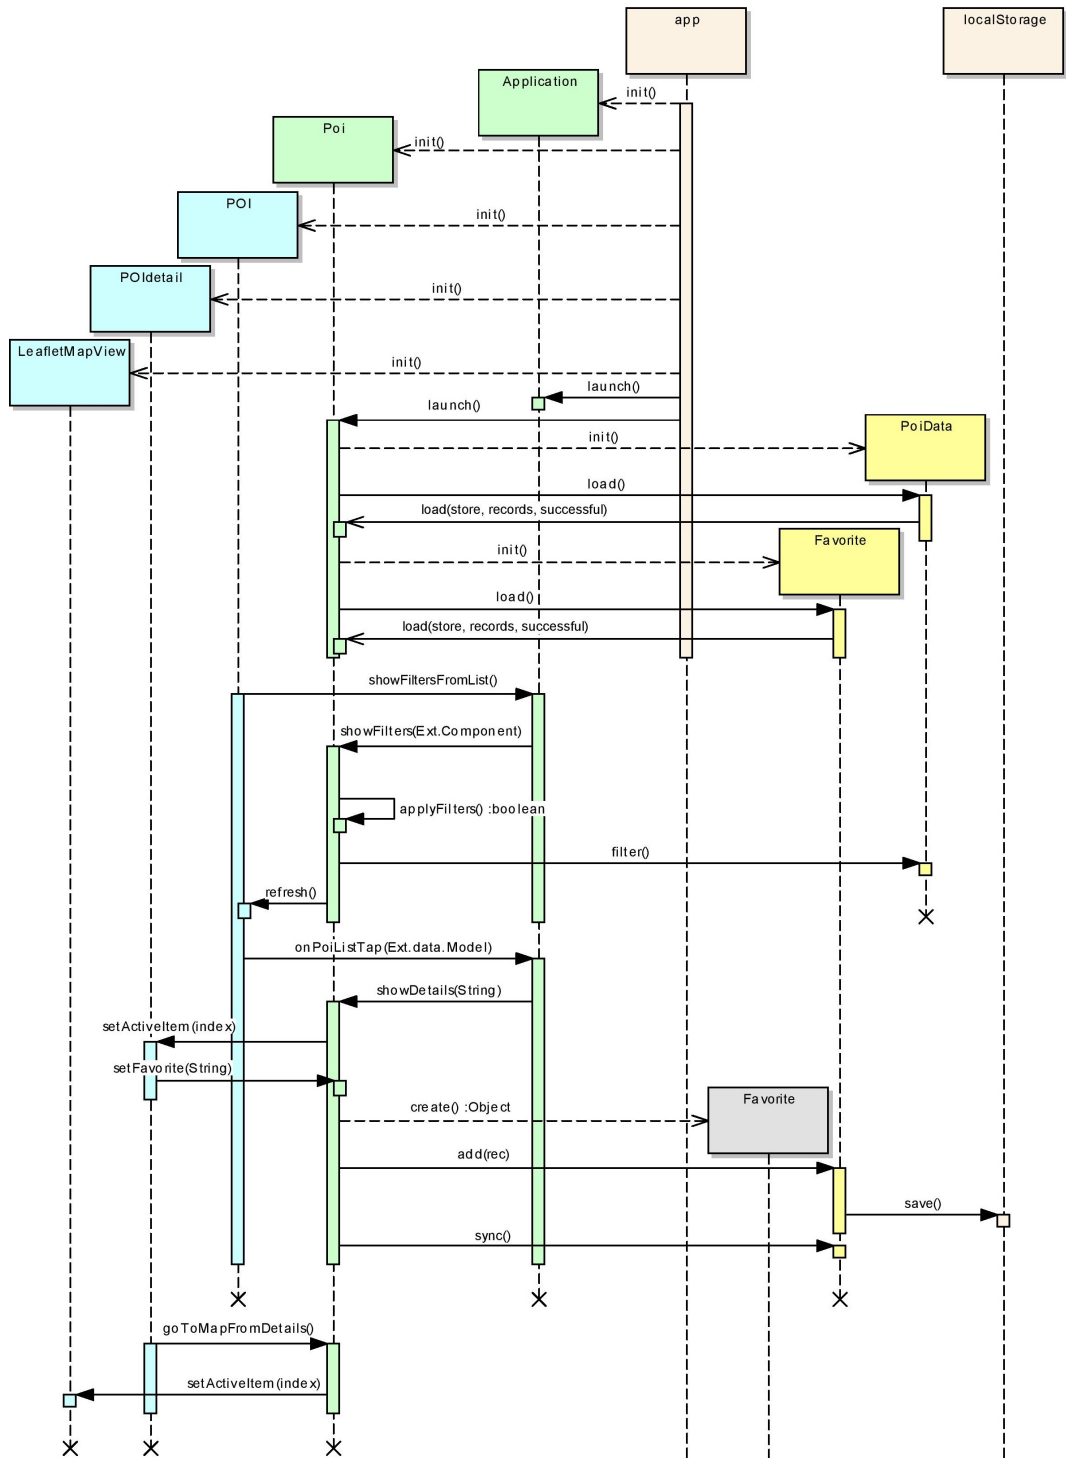 app
localStorage
Application
init()
Poi
init()
POI
init()
POIdetail
init()
LeafletMapView
init()
launch()
launch()
PoiData
init()
load()
load(store, records, successful)
Favorite
init()
load()
load(store, records, successful)
showFiltersFromList()
showFilters(Ext.Component)
applyFilters() :boolean
filter()
refresh()
onPoiListTap(Ext.data.Model)
showDetails(String)
setActiveItem(index)
setFavorite(String)
Favorite
create() :Object
add(rec)
save()
sync()
goToMapFromDetails()
setActiveItem(index)